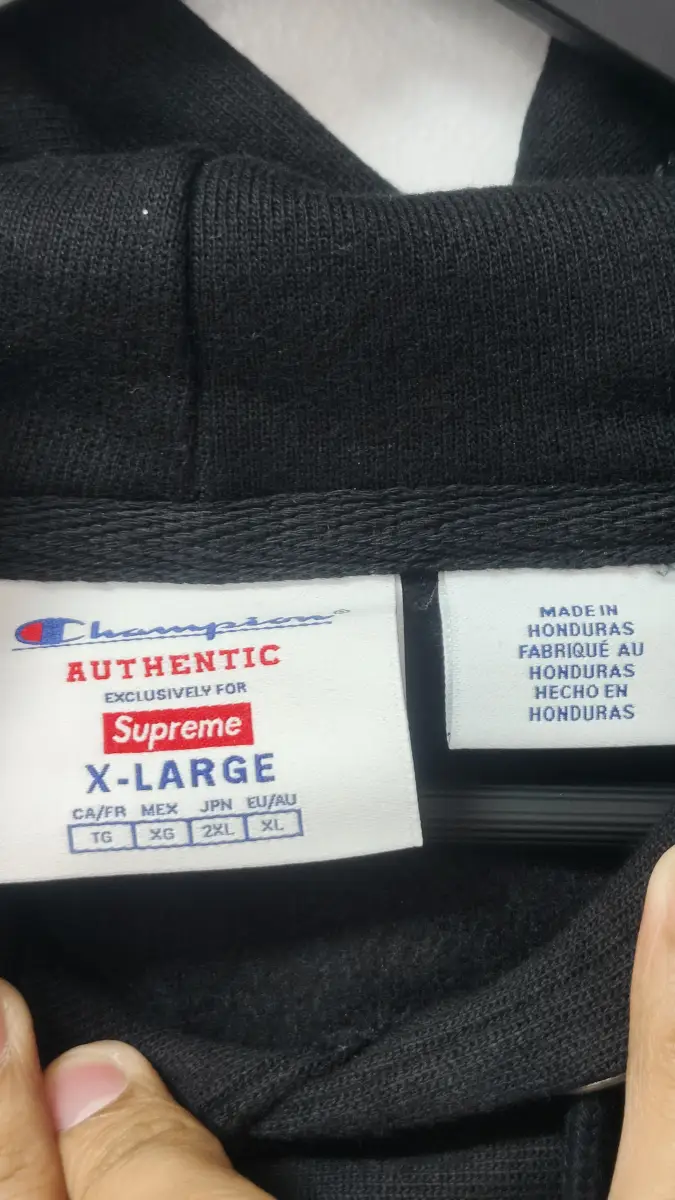 Champion
AUTHENTIC
EXCLUSIVELY FOR
Supreme
X-LARGE
CA/FR MEX JPN EU/AU
TG XG 2XL XL
MADE IN
HONDURAS
FABRIQUÉ AU
HONDURAS
HECHO EN
HONDURAS